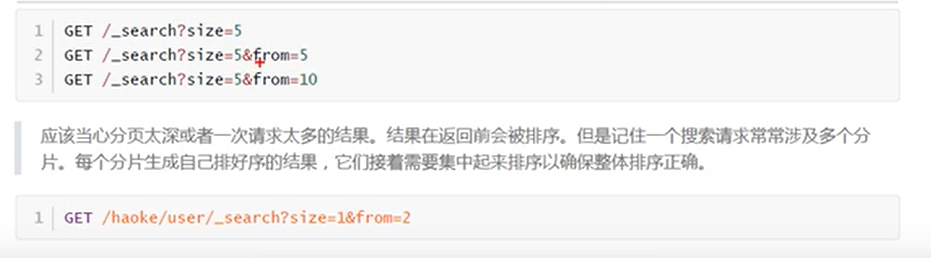 1 GET /_search?size=5
2 GET /_search?size=5&from=5
3 GET /_search?size=5&from=10
应该当心分页太深或者一次请求太多的结果。结果在返回前会被排序。但是记住一个搜索请求常常涉及多个分
片。每个分片生成自己排好序的结果，它们接着需要集中起来排序以确保整体排序正确。
1 GET /haoke/user/_search?size=1&from=2